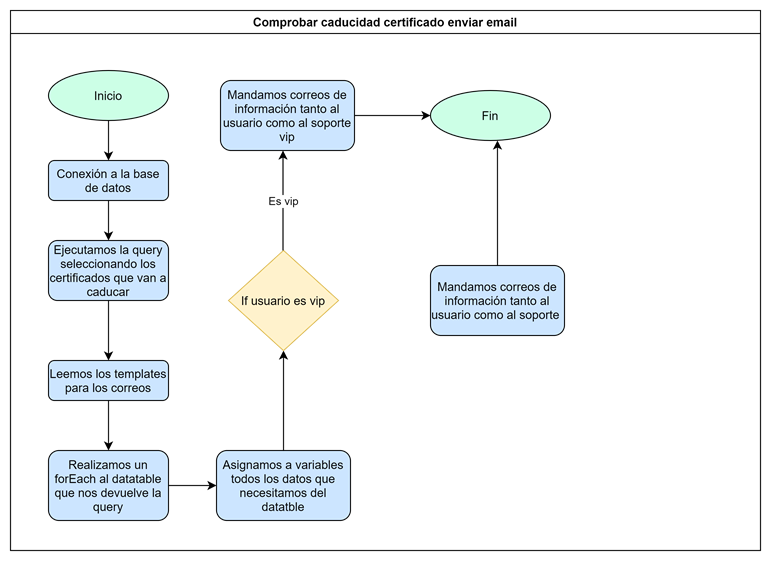 Comprobar caducidad certificado enviar email
Inicio
Conexión a la base
de datos
Ejecutamos la query
seleccionando los
certificados que van a
caducar
Leemos los templates
para los correos
Realizamos un
forEach al datatable
que nos devuelve la
query
Asignamos a variables
todos los datos que
necesitamos del
datatble
If usuario es vip
Es vip
Mandamos correos de
información tanto al
usuario como al soporte
vip
Fin
Mandamos correos de
información tanto al
usuario como al soporte